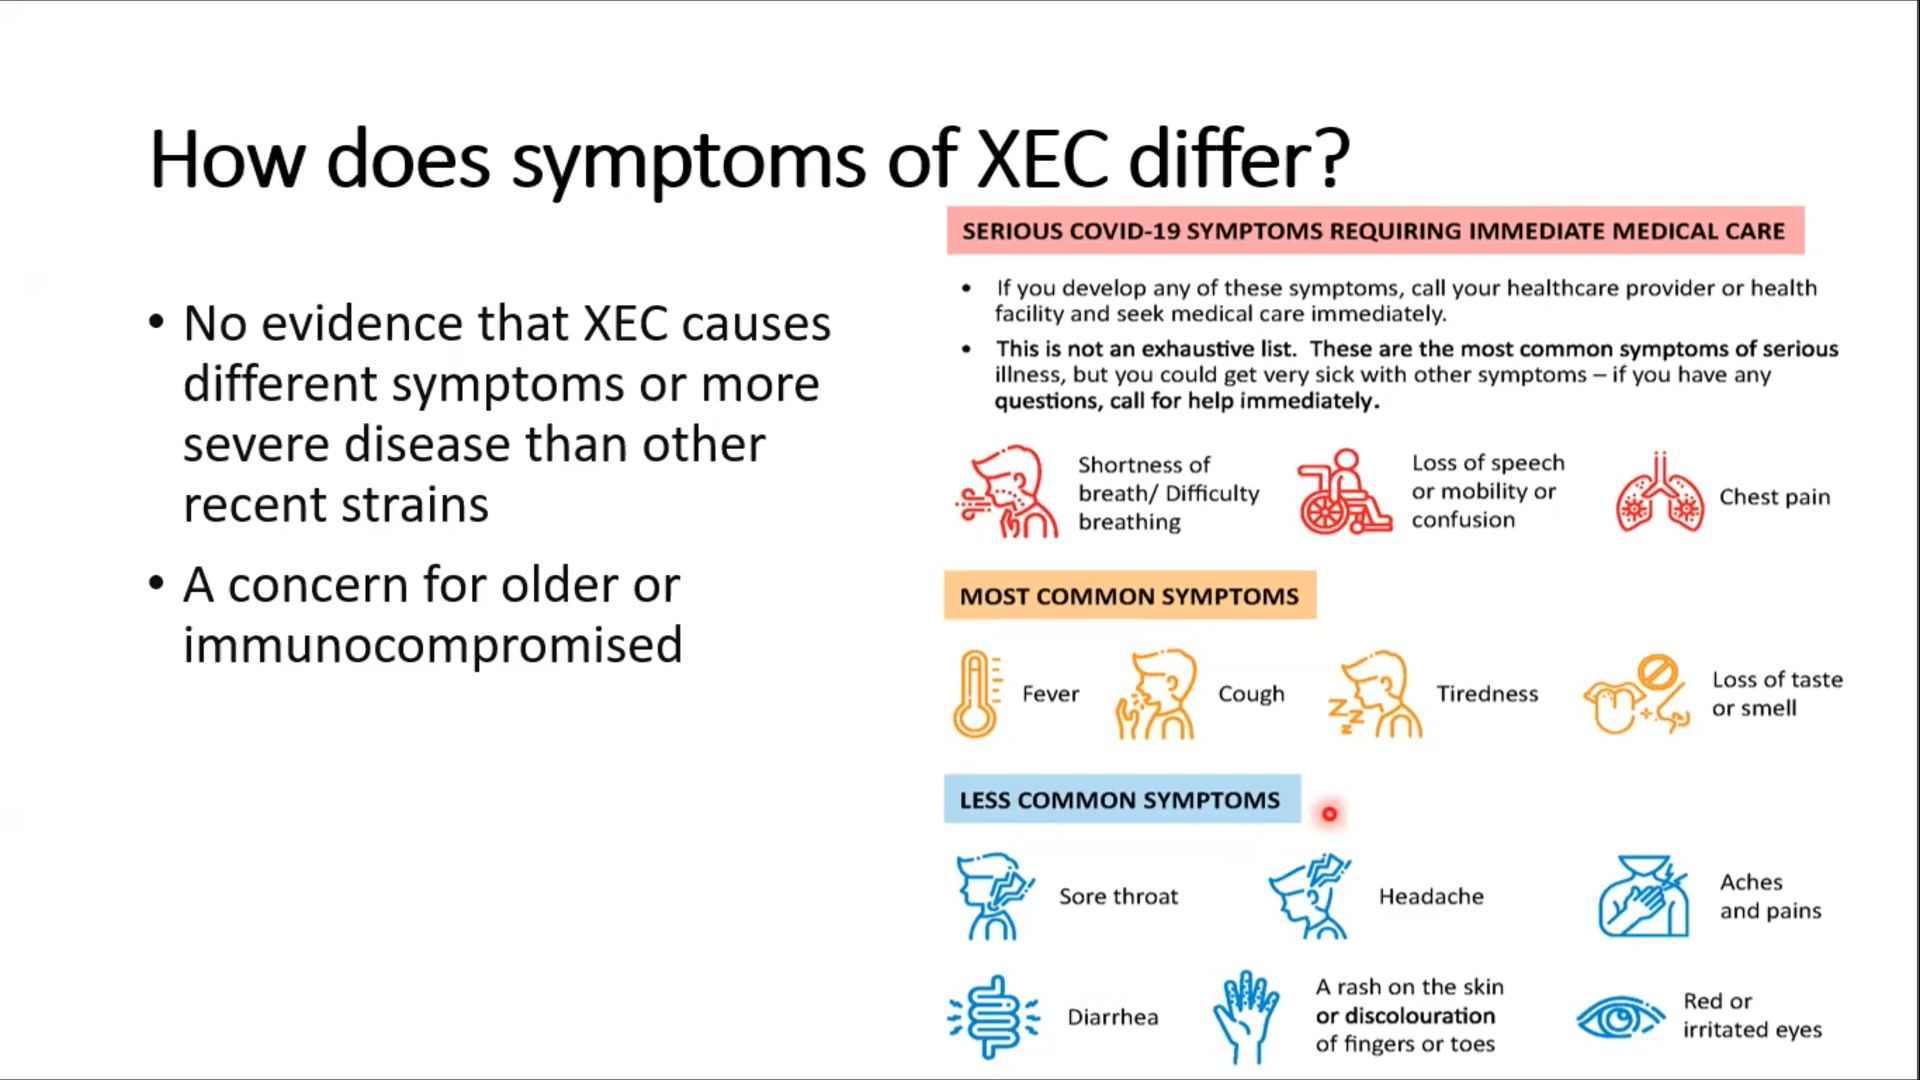 How does symptoms of XEC differ?
• No evidence that XEC causes
different symptoms or more
severe disease than other
recent strains
• A concern for older or
immunocompromised
SERIOUS COVID-19 SYMPTOMS REQUIRING IMMEDIATE MEDICAL CARE
• If you develop any of these symptoms, call your healthcare provider or health
facility and seek medical care immediately.
• This is not an exhaustive list. These are the most common symptoms of serious
illness, but you could get very sick with other symptoms – if you have any
questions, call for help immediately.
Shortness of
breath/ Difficulty
breathing
Loss of speech
or mobility or
confusion
Chest pain
MOST COMMON SYMPTOMS
Fever
Cough
Tiredness
Loss of taste
or smell
LESS COMMON SYMPTOMS
Sore throat
Headache
Aches
and pains
Diarrhea
A rash on the skin
or discolouration
of fingers or toes
Red or
irritated eyes